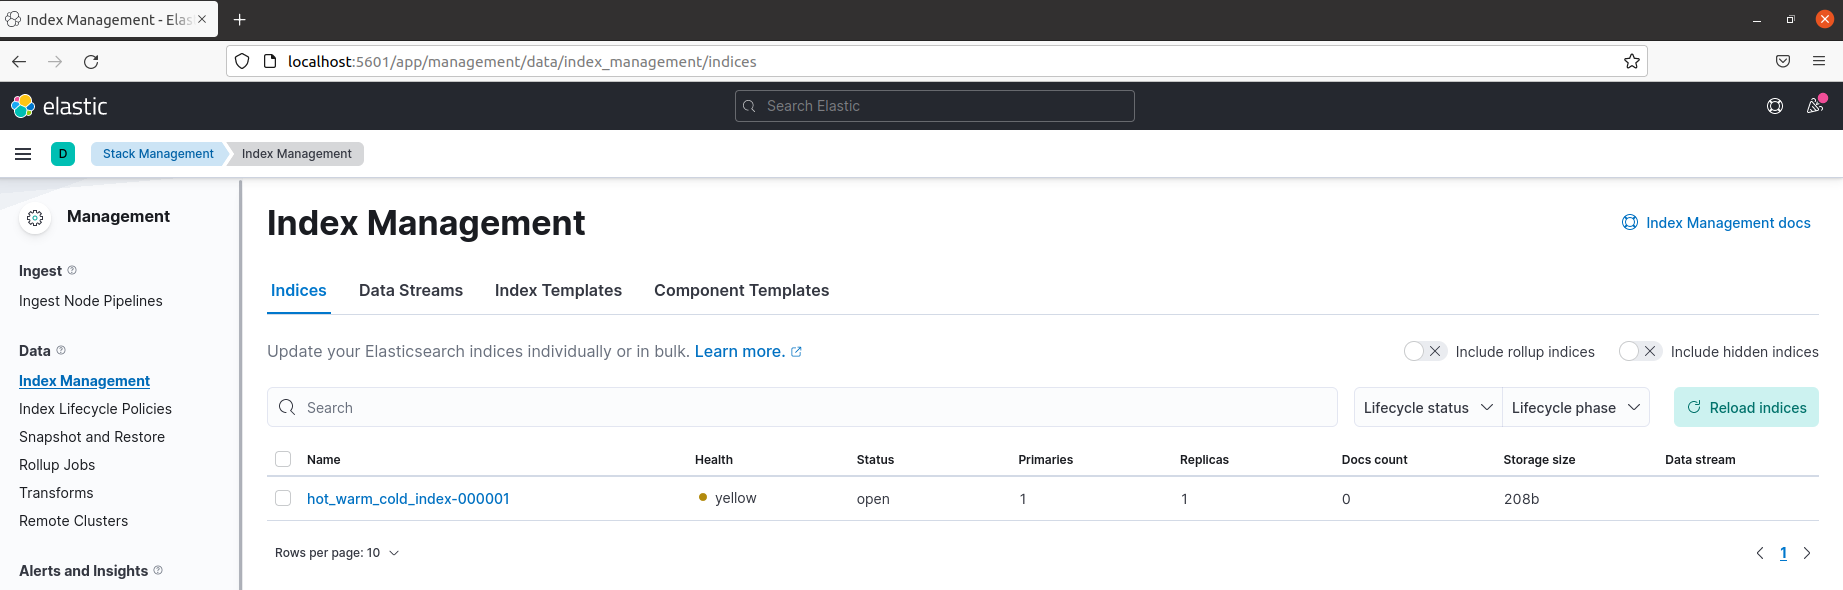 Index Management - Elas
localhost:5601/app/management/data/index_management/indices
elastic
Search Elastic
D
Stack Management
Index Management
Management
Ingest
Ingest Node Pipelines
Data
Index Management
Index Lifecycle Policies
Snapshot and Restore
Rollup Jobs
Transforms
Remote Clusters
Alerts and Insights
Index Management
Index Management docs
Indices Data Streams Index Templates Component Templates
Update your Elasticsearch indices individually or in bulk. Learn more.
Include rollup indices
Include hidden indices
Search
Lifecycle status
Lifecycle phase
Reload indices
Name Health Status Primaries Replicas Docs count Storage size Data stream
hot_warm_cold_index-000001 yellow open 1 1 0 208b
Rows per page: 10
1